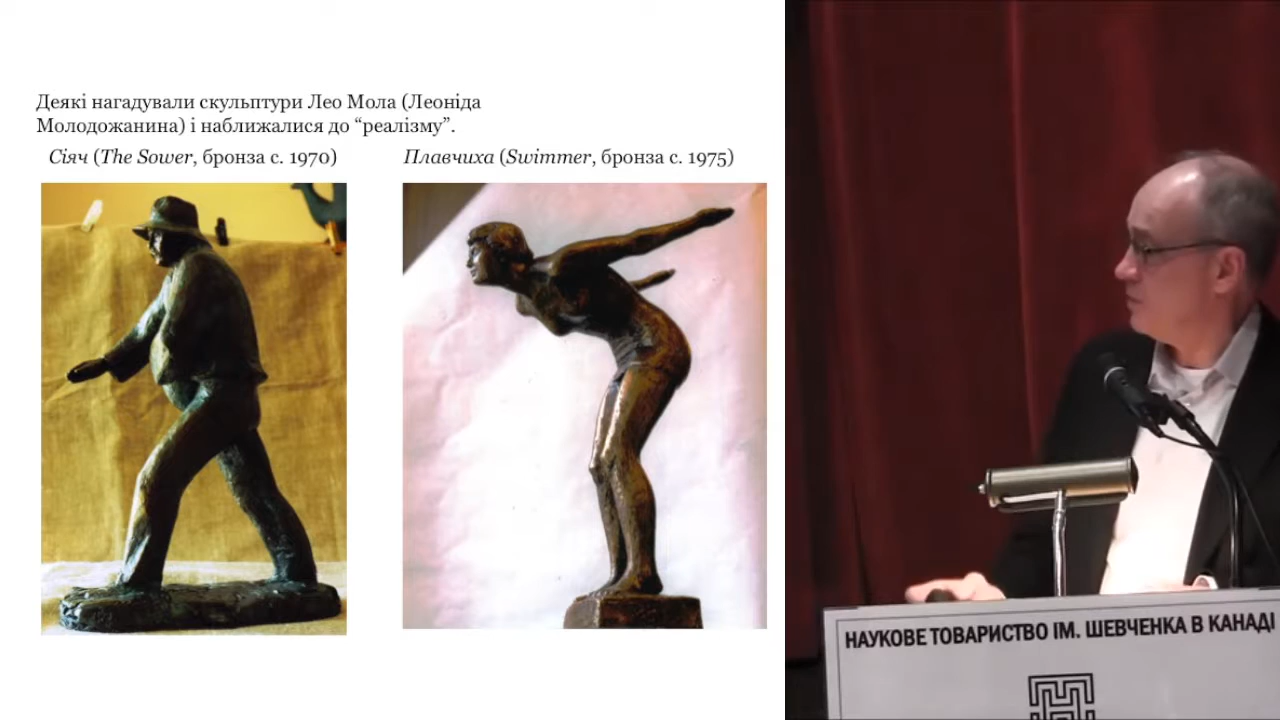 Деякі нагадували скульптури Лео Мола (Леоніда
Молодожанина) і наближалися до “реалізму”.
Сіяч (The Sower, бронза c. 1970)
Плавчиха (Swimmer, бронза c. 1975)
НАУКОВЕ ТОВАРИСТВО ІМ. ШЕВЧЕНКА В КАНАДІ